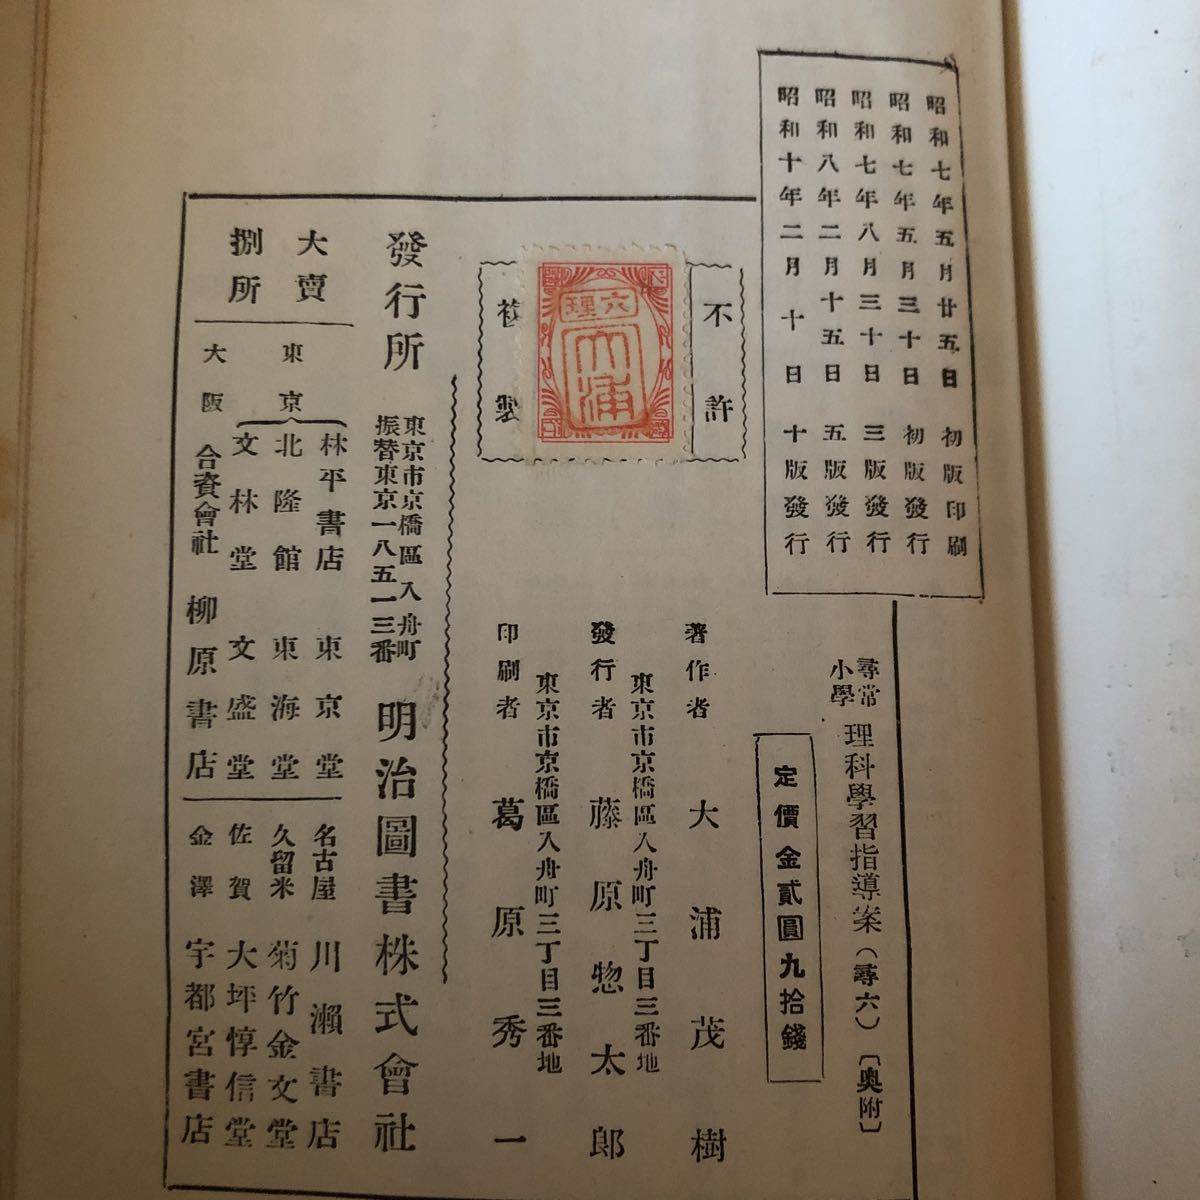 昭和七年五月廿五日 初版印刷
昭和七年五月三十日 初版發行
昭和七年八月三十日 三版發行
昭和八年二月十五日 五版發行
昭和十年二月十日 十版發行
尋常小學 理科學習指導案（尋六）〔奥附〕
定價金貳圓九拾錢
不許
複製
六理
大浦
著作者 大浦茂樹
東京市京橋區入舟町三丁目三番地
發行者 藤原惣太郎
東京市京橋區入舟町三丁目三番地
印刷者 葛原秀一
發行所
東京市京橋區入舟町
振替東京一八五一三番
明治圖書株式會社
大賣
捌所
東京
林平書店 東京堂
北隆館 東海堂
文林堂 文盛堂
大阪 合資會社 柳原書店
名古屋 川瀬書店
久留米 菊竹金文堂
佐賀 大坪惇信堂
金澤 宇都宮書店